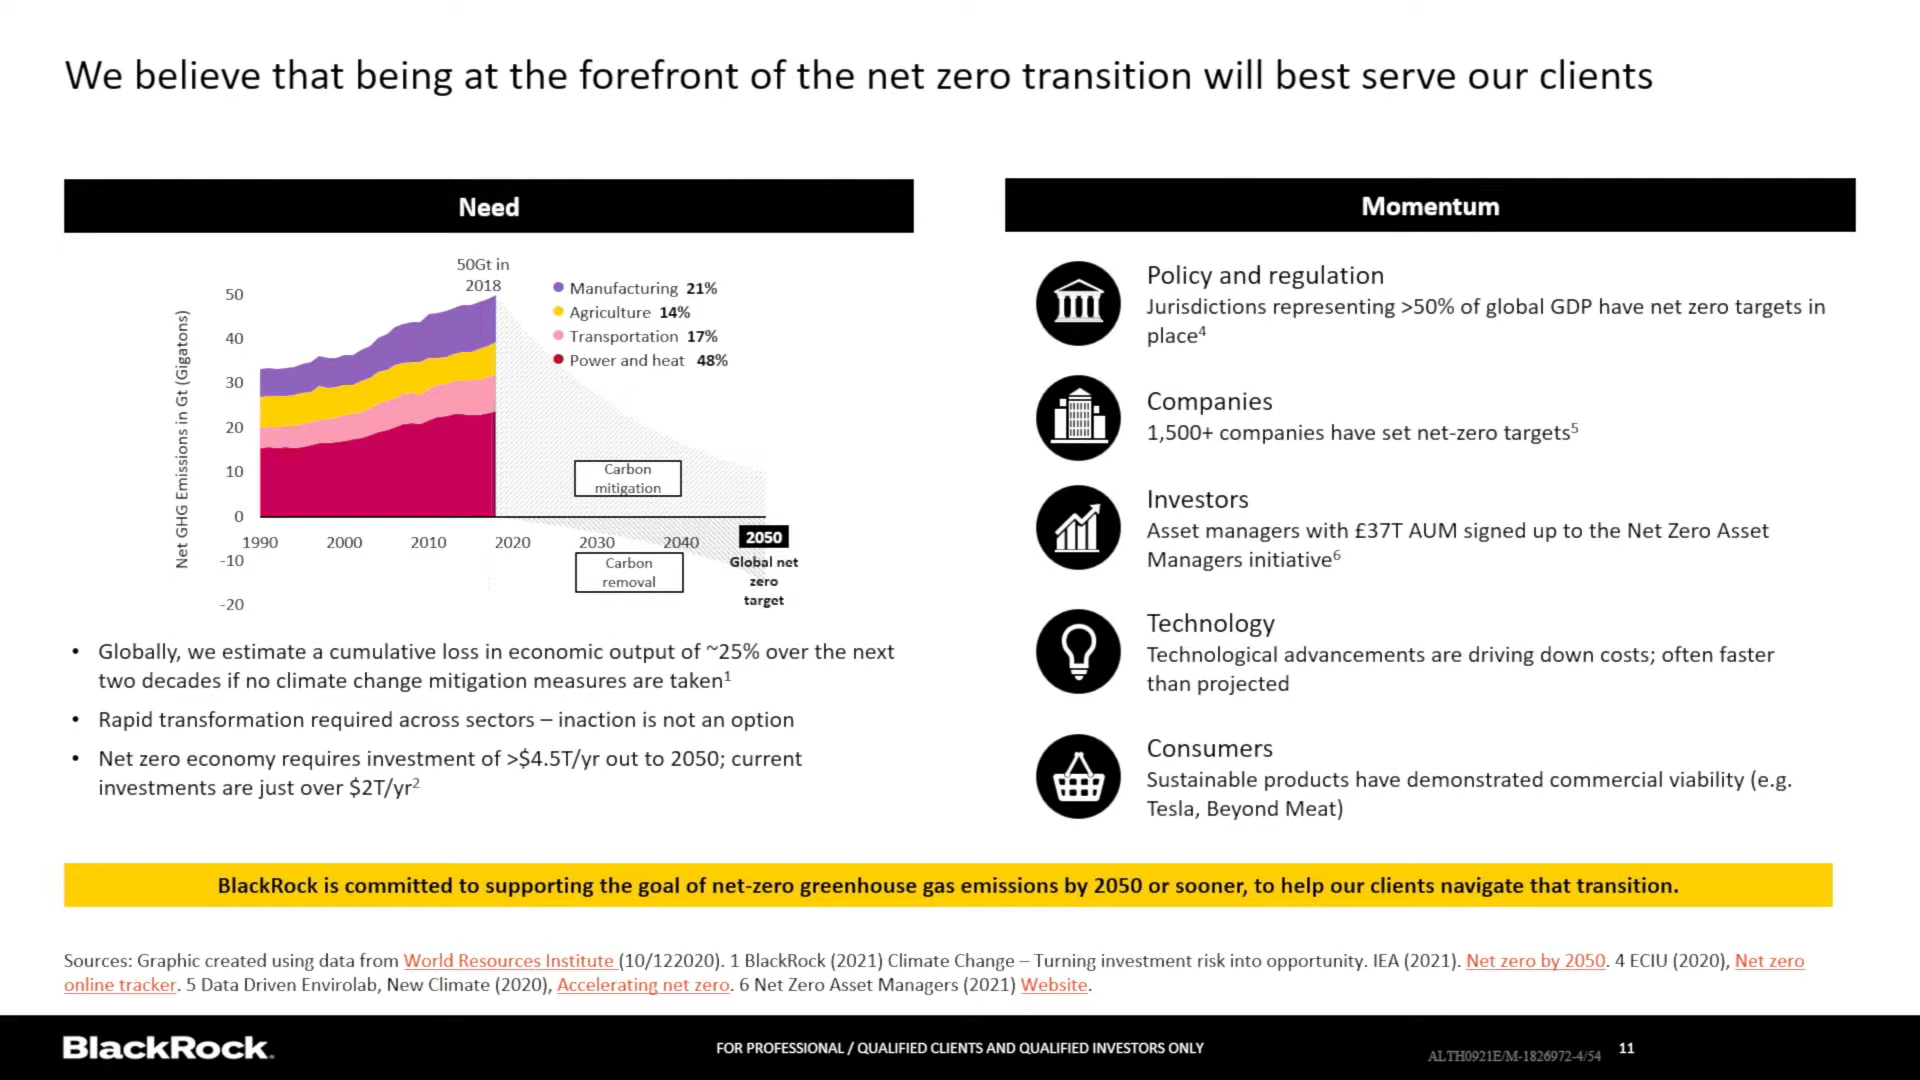 We believe that being at the forefront of the net zero transition will best serve our clients
Need
50Gt in
2018
Manufacturing 21%
Agriculture 14%
Transportation 17%
Power and heat 48%
Net GHG Emissions in Gt (Gigatons)
50
40
30
20
10
0
-10
-20
1990 2000 2010 2020 2030 2040 2050
Carbon
mitigation
Carbon
removal
Global net
zero
target
• Globally, we estimate a cumulative loss in economic output of ~25% over the next
two decades if no climate change mitigation measures are taken1
• Rapid transformation required across sectors – inaction is not an option
• Net zero economy requires investment of >$4.5T/yr out to 2050; current
investments are just over $2T/yr2
Momentum
Policy and regulation
Jurisdictions representing >50% of global GDP have net zero targets in
place4
Companies
1,500+ companies have set net-zero targets5
Investors
Asset managers with £37T AUM signed up to the Net Zero Asset
Managers initiative6
Technology
Technological advancements are driving down costs; often faster
than projected
Consumers
Sustainable products have demonstrated commercial viability (e.g.
Tesla, Beyond Meat)
BlackRock is committed to supporting the goal of net-zero greenhouse gas emissions by 2050 or sooner, to help our clients navigate that transition.
Sources: Graphic created using data from World Resources Institute (10/122020). 1 BlackRock (2021) Climate Change – Turning investment risk into opportunity. IEA (2021). Net zero by 2050. 4 ECIU (2020), Net zero
online tracker. 5 Data Driven Envirolab, New Climate (2020), Accelerating net zero. 6 Net Zero Asset Managers (2021) Website.
BlackRock.
FOR PROFESSIONAL / QUALIFIED CLIENTS AND QUALIFIED INVESTORS ONLY
ALTH0921E/M-1826972-4/54
11